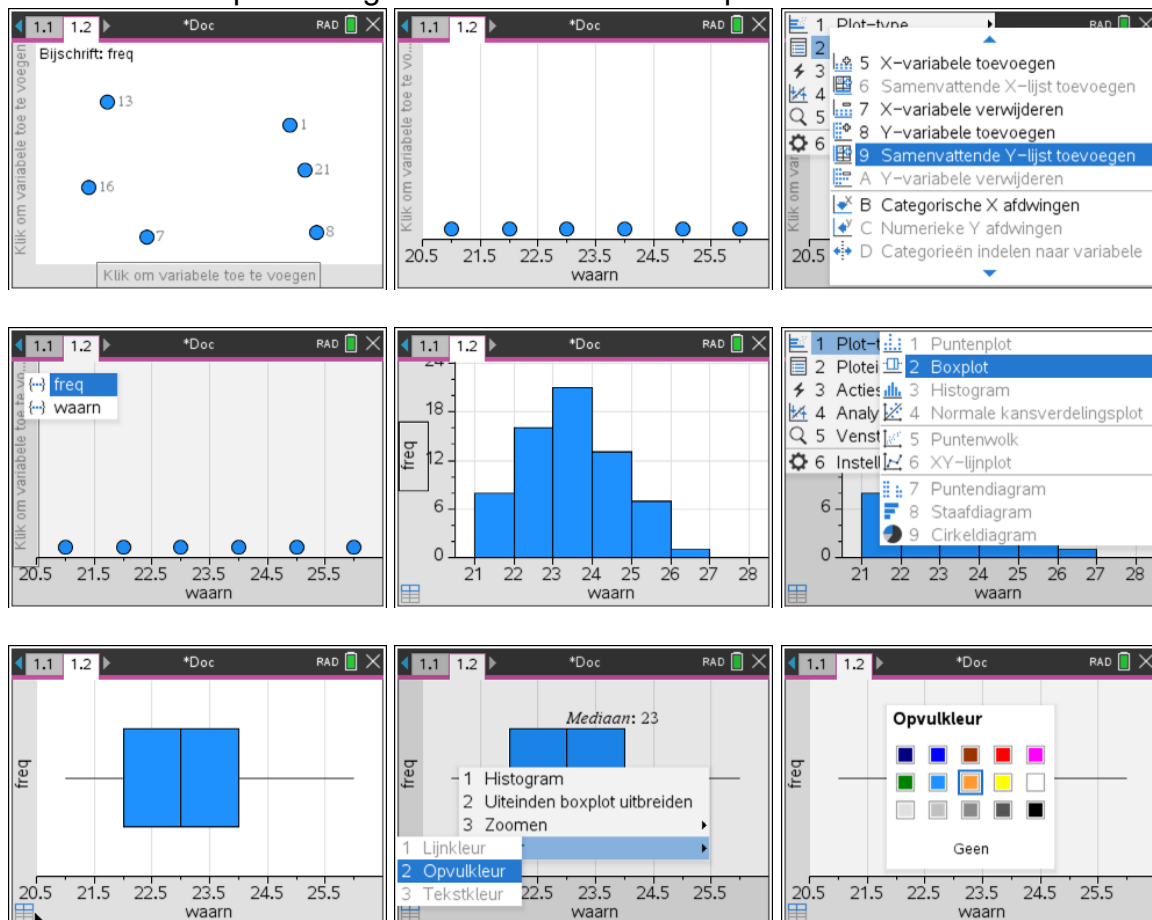 1.1 1.2 *Doc RAD
Bijschrift: freq
Klik om variabele toe te voegen
13
1
21
16
7
8
Klik om variabele toe te voegen
1.1 1.2 *Doc RAD
Klik om variabele toe te vo...
20.5 21.5 22.5 23.5 24.5 25.5
waarn
1 Plot-type RAD
2
3
4
5
6
5 X-variabele toevoegen
6 Samenvattende X-lijst toevoegen
7 X-variabele verwijderen
8 Y-variabele toevoegen
9 Samenvattende Y-lijst toevoegen
A Y-variabele verwijderen
B Categorische X afdwingen
C Numerieke Y afdwingen
D Categorieën indelen naar variabele
Klik om var
20.5
1.1 1.2 *Doc RAD
Klik om variabele toe te vo...
freq
waarn
20.5 21.5 22.5 23.5 24.5 25.5
waarn
1.1 1.2 *Doc RAD
freq
24
18
12
6
0
21 22 23 24 25 26 27 28
waarn
1 Plot-t
2 Plotei
3 Acties
4 Analy
5 Venst
6 Instell
1 Puntenplot
2 Boxplot
3 Histogram
4 Normale kansverdelingsplot
5 Puntenwolk
6 XY-lijnplot
7 Puntendiagram
8 Staafdiagram
9 Cirkeldiagram
6
0
21 22 23 24 25 26 27 28
waarn
1.1 1.2 *Doc RAD
freq
20.5 21.5 22.5 23.5 24.5 25.5
waarn
1.1 1.2 *Doc RAD
Mediaan: 23
freq
1 Histogram
2 Uiteinden boxplot uitbreiden
3 Zoomen
1 Lijnkleur
2 Opvulkleur
3 Tekstkleur
22.5 23.5 24.5 25.5
waarn
1.1 1.2 *Doc RAD
Opvulkleur
freq
Geen
20.5 21.5 22.5 23.5 24.5 25.5
waarn